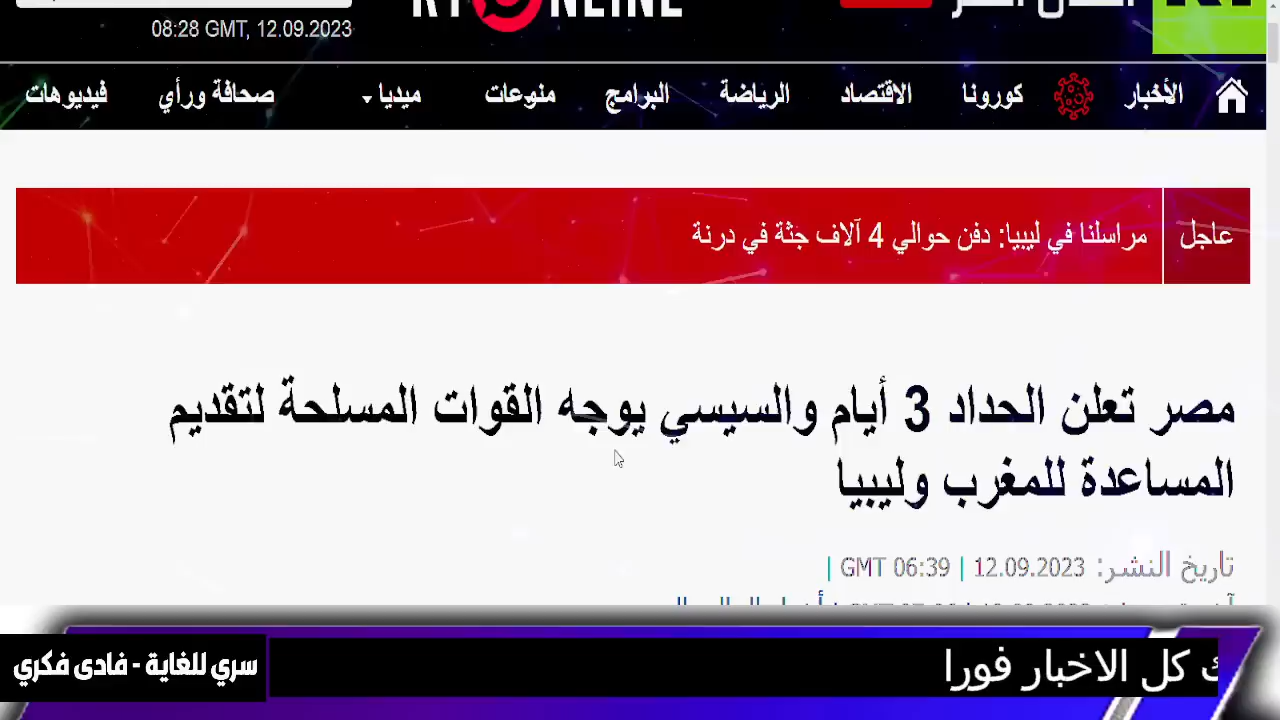 RT ONLINE
08:28 GMT, 12.09.2023
الأخبار كورونا الاقتصاد الرياضة البرامج منوعات ميديا صحافة ورأي فيديوهات
عاجل مراسلنا في ليبيا: دفن حوالي 4 آلاف جثة في درنة
مصر تعلن الحداد 3 أيام والسيسي يوجه القوات المسلحة لتقديم
المساعدة للمغرب وليبيا
تاريخ النشر: 12.09.2023 | 06:39 GMT |
كل الاخبار فورا
سري للغاية - فادى فكري